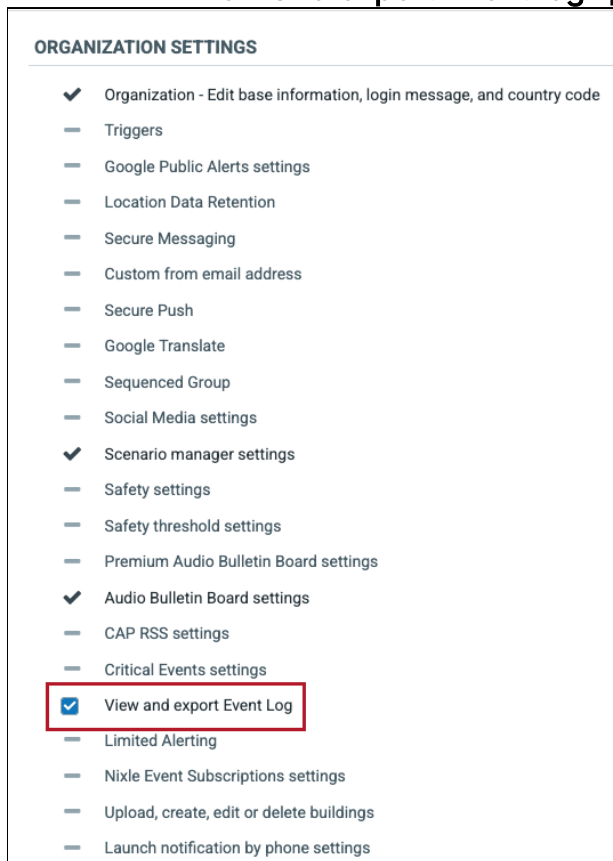 ORGANIZATION SETTINGS
Organization - Edit base information, login message, and country code
Triggers
Google Public Alerts settings
Location Data Retention
Secure Messaging
Custom from email address
Secure Push
Google Translate
Sequenced Group
Social Media settings
Scenario manager settings
Safety settings
Safety threshold settings
Premium Audio Bulletin Board settings
Audio Bulletin Board settings
CAP RSS settings
Critical Events settings
View and export Event Log
Limited Alerting
Nixle Event Subscriptions settings
Upload, create, edit or delete buildings
Launch notification by phone settings